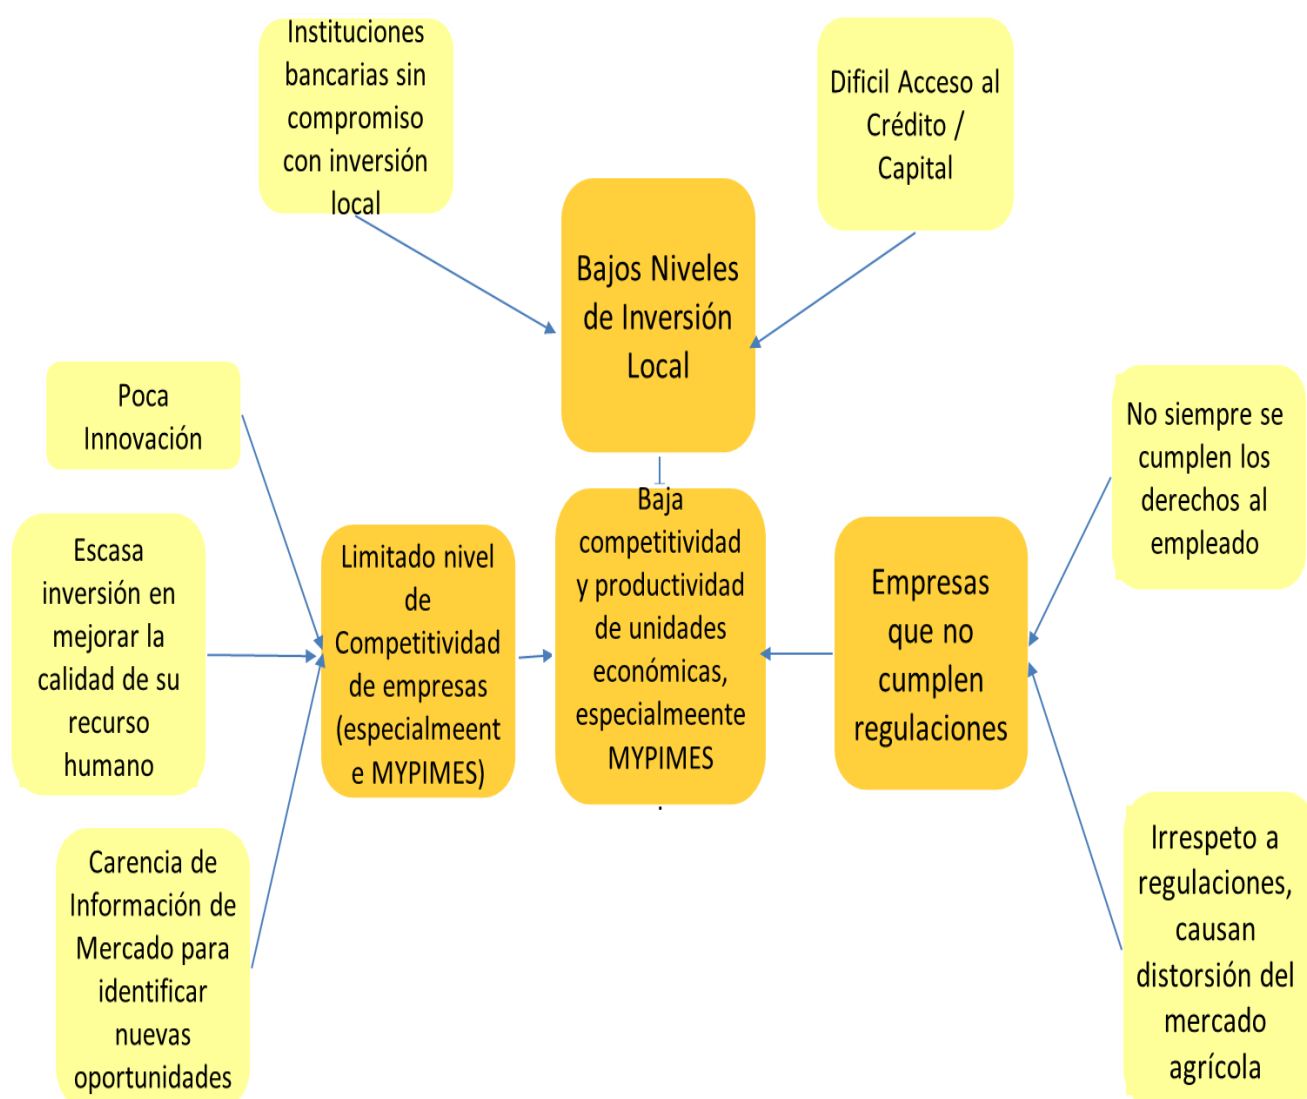 Instituciones
bancarias sin
compromiso
con inversión
local
Dificil Acceso al
Crédito /
Capital
Bajos Niveles
de Inversión
Local
Poca
Innovación
Escasa
inversión en
mejorar la
calidad de su
recurso
humano
Carencia de
Información de
Mercado para
identificar
nuevas
oportunidades
Limitado nivel
de
Competitividad
de empresas
(especialmeent
e MYPIMES)
Baja
competitividad
y productividad
de unidades
económicas,
especialmeente
MYPIMES
.
Empresas
que no
cumplen
regulaciones
No siempre se
cumplen los
derechos al
empleado
Irrespeto a
regulaciones,
causan
distorsión del
mercado
agrícola